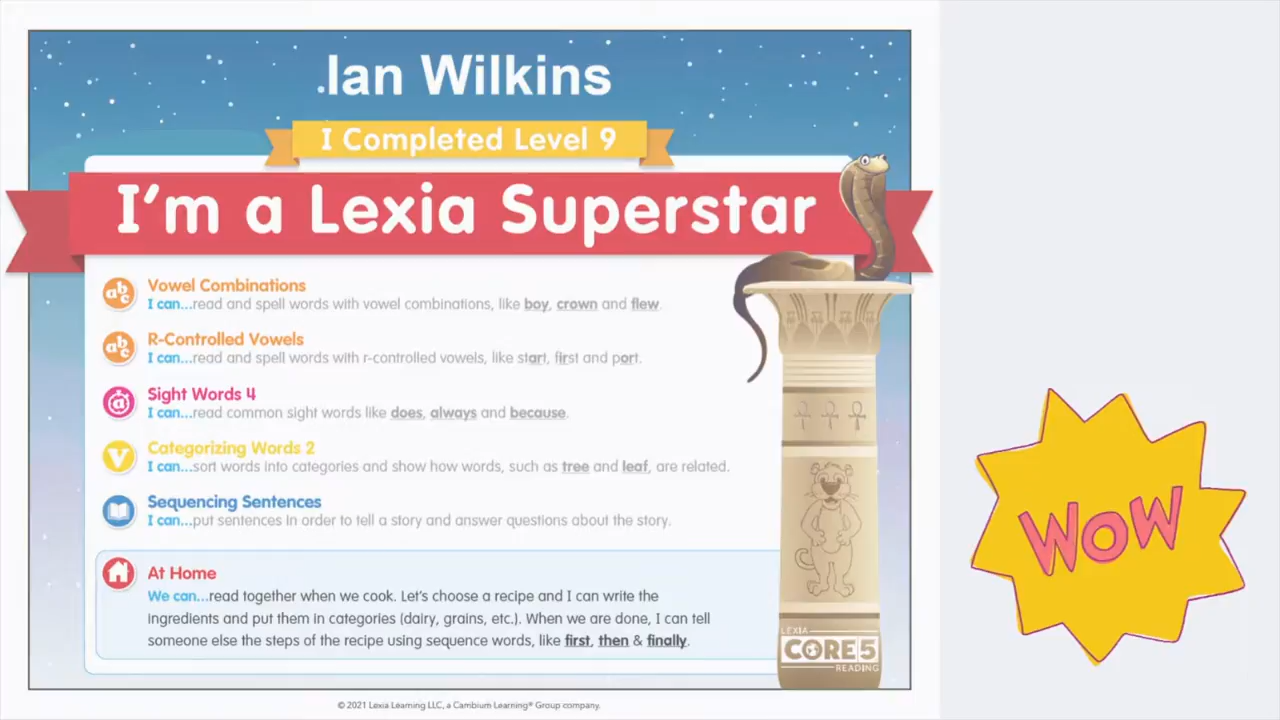 Ian Wilkins
I Completed Level 9
I'm a Lexia Superstar
Vowel Combinations
I can...read and spell words with vowel combinations, like boy, crown and flew.
R-Controlled Vowels
I can...read and spell words with r-controlled vowels, like start, first and port.
Sight Words 4
I can...read common sight words like does, always and because.
Categorizing Words 2
I can...sort words into categories and show how words, such as tree and leaf, are related.
Sequencing Sentences
I can...put sentences in order to tell a story and answer questions about the story.
At Home
We can...read together when we cook. Let's choose a recipe and I can write the
ingredients and put them in categories (dairy, grains, etc.). When we are done, I can tell
someone else the steps of the recipe using sequence words, like first, then & finally.
LEXIA
CORE5
READING
© 2021 Lexia Learning LLC, a Cambium Learning® Group company.
WOW